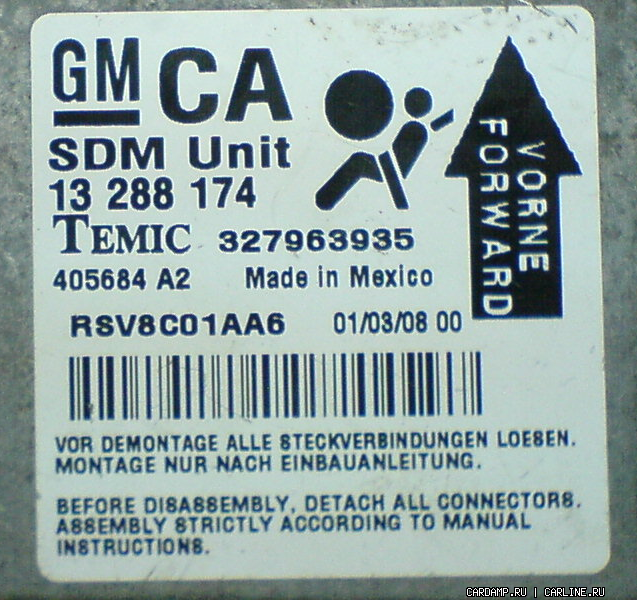 GM CA
SDM Unit
13 288 174
TEMIC 327963935
405684 A2 Made in Mexico
RSV8C01AA6 01/03/08 00
VORNE
FORWARD
VOR DEMONTAGE ALLE STECKVERBINDUNGEN LOESEN.
MONTAGE NUR NACH EINBAUANLEITUNG.
BEFORE DISASSEMBLY, DETACH ALL CONNECTORS.
ASSEMBLY STRICTLY ACCORDING TO MANUAL
INSTRUCTIONS.
CARDAMP.RU | CARLINE.RU